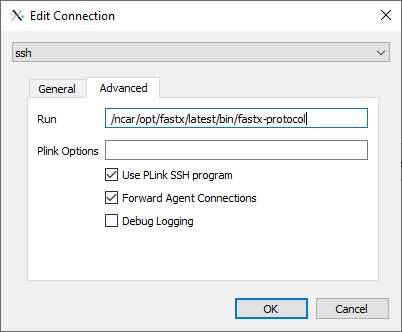 Edit Connection
ssh
General
Advanced
Run
/ncar/opt/fastx/latest/bin/fastx-protocol
Plink Options
Use PLink SSH program
Forward Agent Connections
Debug Logging
OK
Cancel